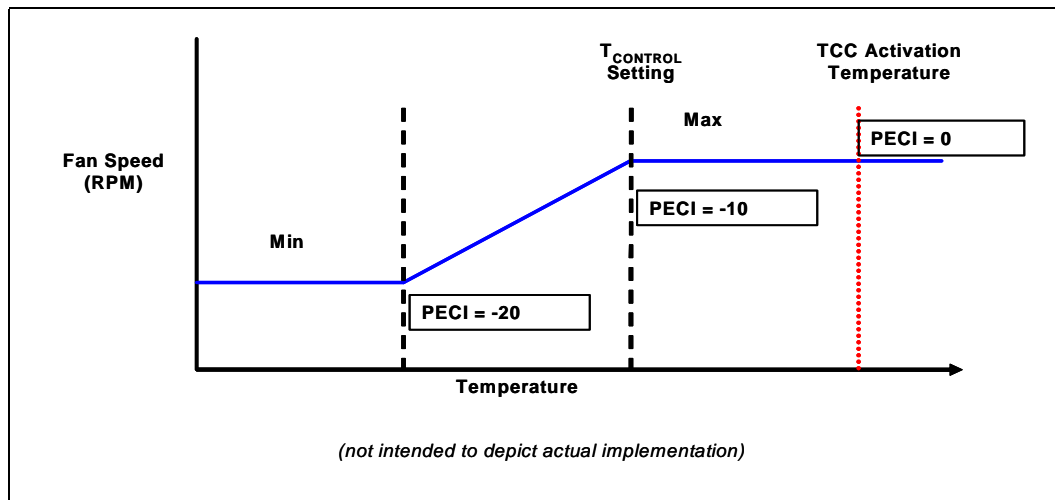 T_CONTROL
Setting
TCC Activation
Temperature
Max
PECI = 0
Fan Speed
(RPM)
PECI = -10
Min
PECI = -20
Temperature
(not intended to depict actual implementation)